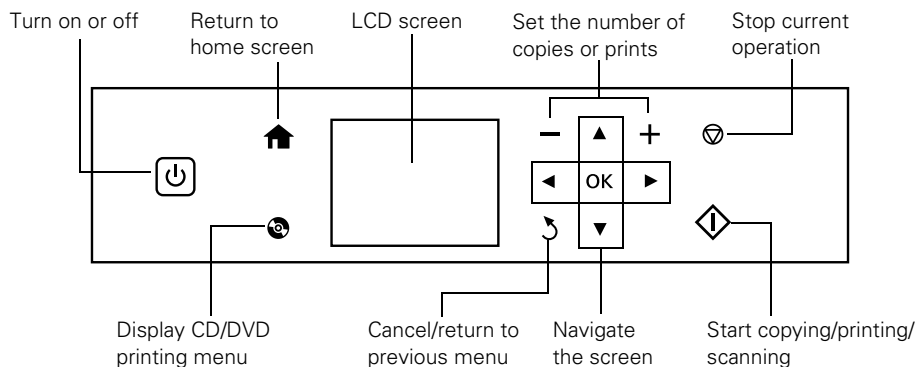 Turn on or off
Return to
home screen
LCD screen
Set the number of
copies or prints
Stop current
operation
OK
Display CD/DVD
printing menu
Cancel/return to
previous menu
Navigate
the screen
Start copying/printing/
scanning